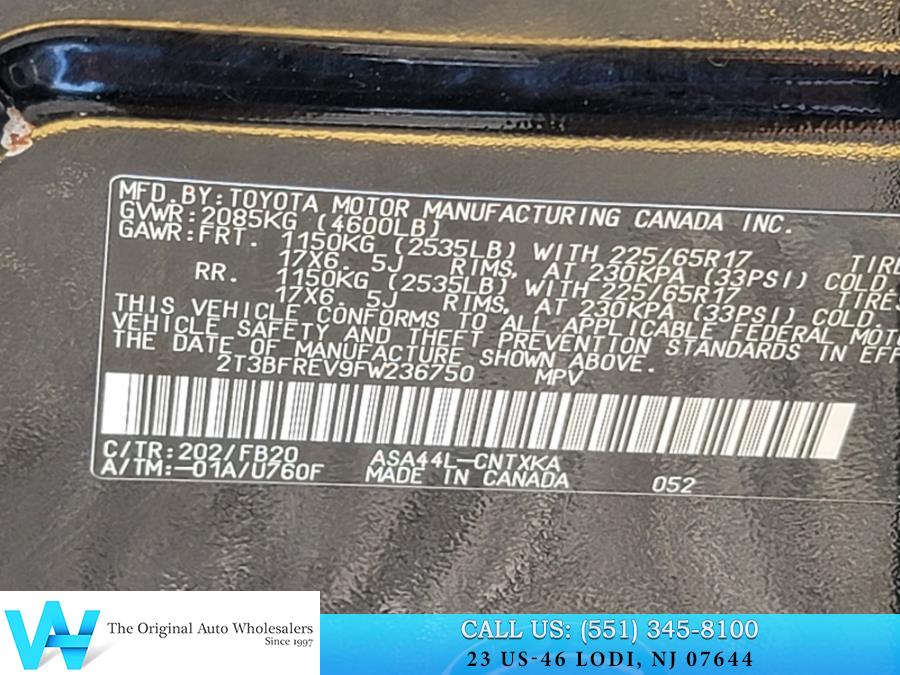 MFD.BY:TOYOTA MOTOR MANUFACTURING CANADA INC.
GVWR:2085KG (4600LB)
GAWR:FRT. 1150KG (2535LB) WITH 225/65R17 TIRE
17X6.5J RIMS, AT 230KPA (33PSI) COLD.
RR. 1150KG (2535LB) WITH 225/65R17 TIRES
17X6.5J RIMS, AT 230KPA (33PSI) COLD.
THIS VEHICLE CONFORMS TO ALL APPLICABLE FEDERAL MOT
VEHICLE SAFETY AND THEFT PREVENTION STANDARDS IN EFF
THE DATE OF MANUFACTURE SHOWN ABOVE.
2T3BFREV9FW236750 MPV
C/TR:202/FB20 ASA44L-CNTXKA
A/TM:-01A/U760F MADE IN CANADA 052
The Original Auto Wholesalers
Since 1997
CALL US: (551) 345-8100
23 US-46 LODI, NJ 07644